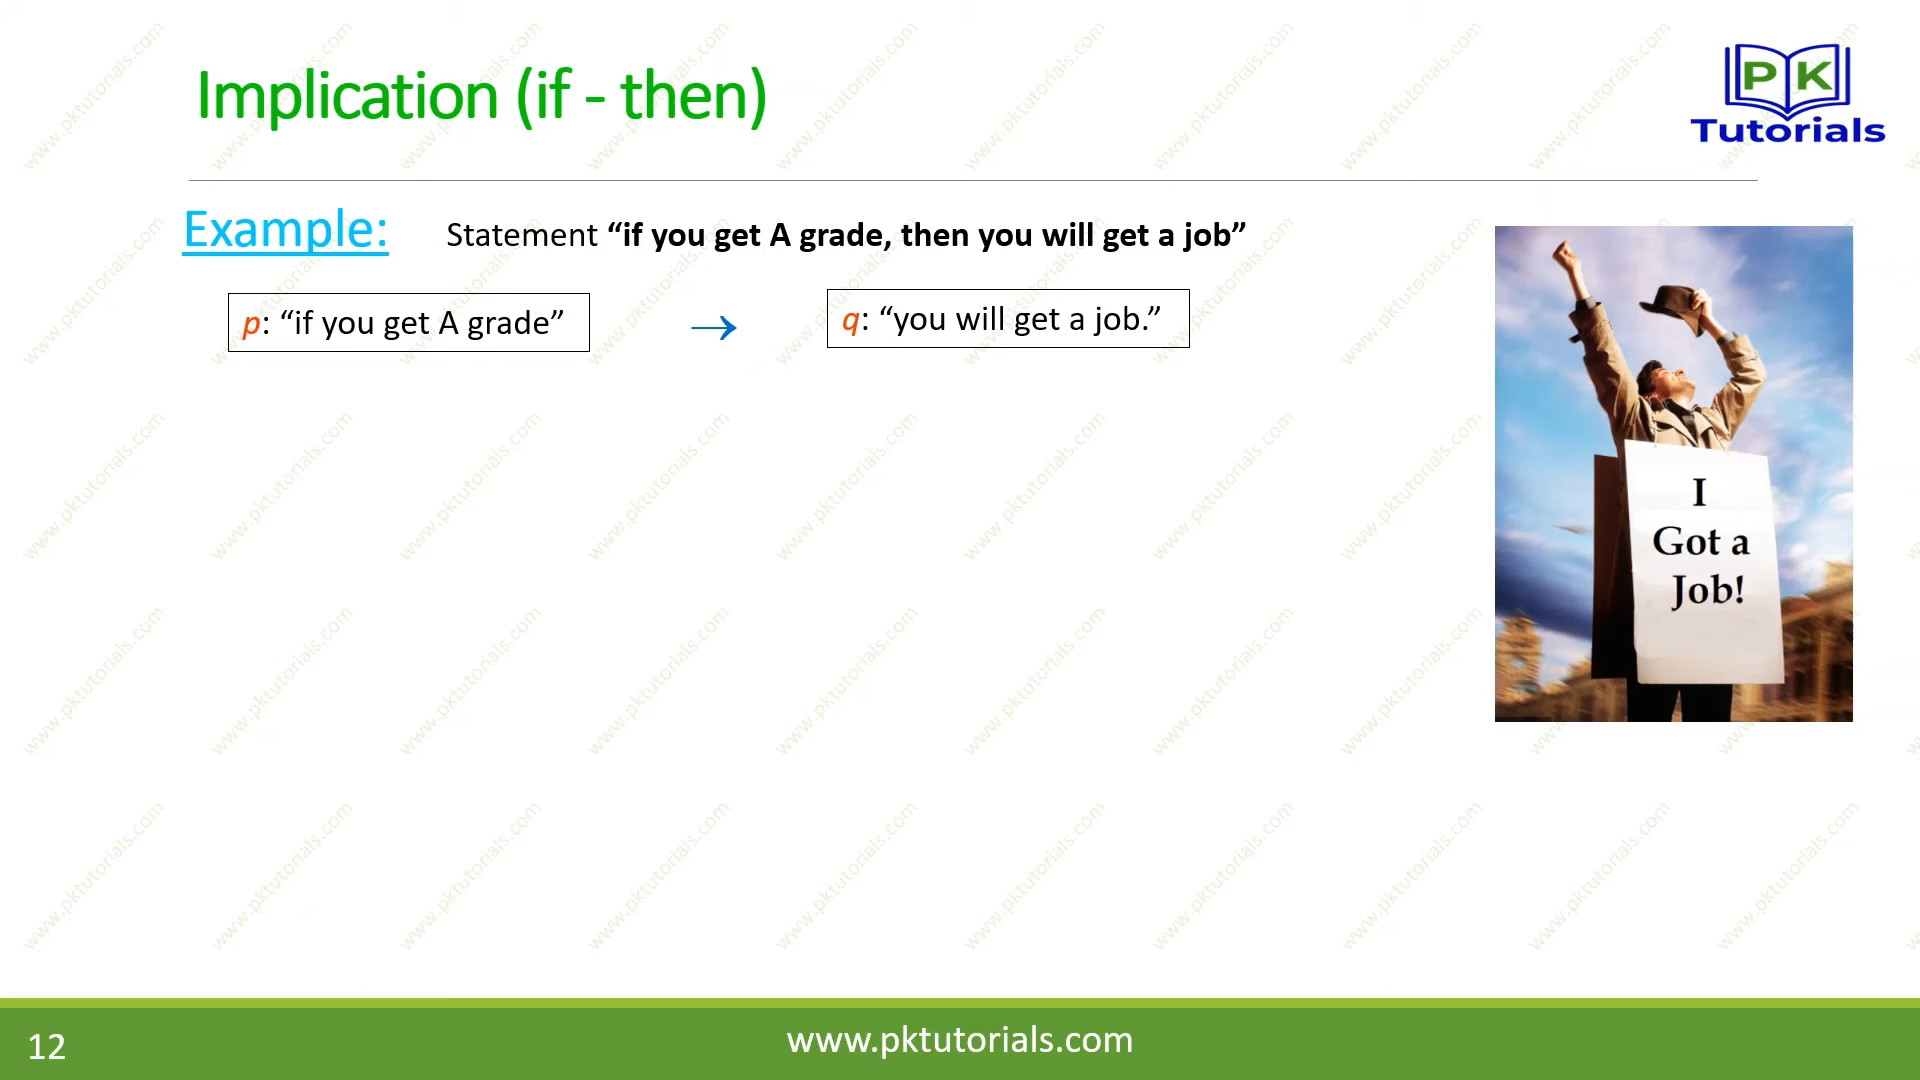 Implication (if - then)
P K
Tutorials
Example:
Statement “if you get A grade, then you will get a job”
p: “if you get A grade”
→
q: “you will get a job.”
I
Got a
Job!
12
www.pktutorials.com